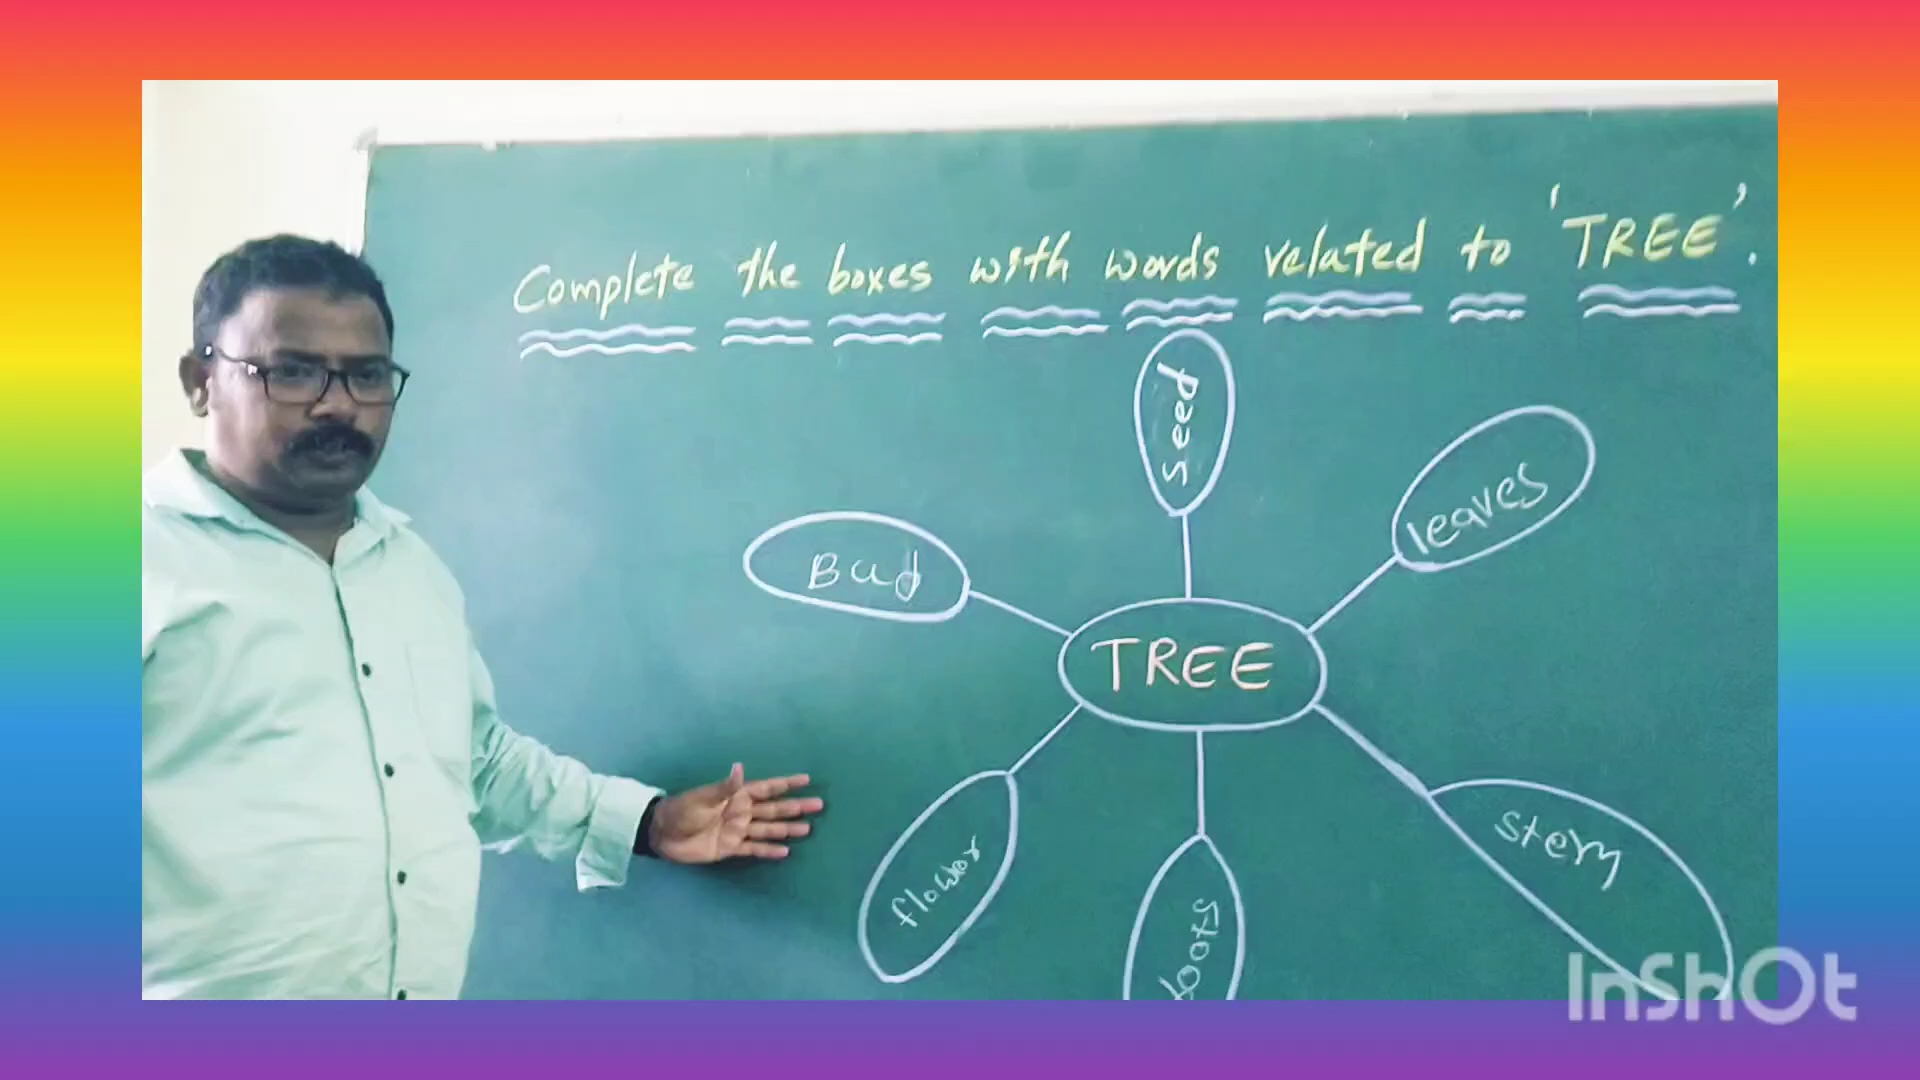 Complete the boxes with words related to 'TREE'.
seed
leaves
Bud
TREE
stem
flower
roots
InShOt